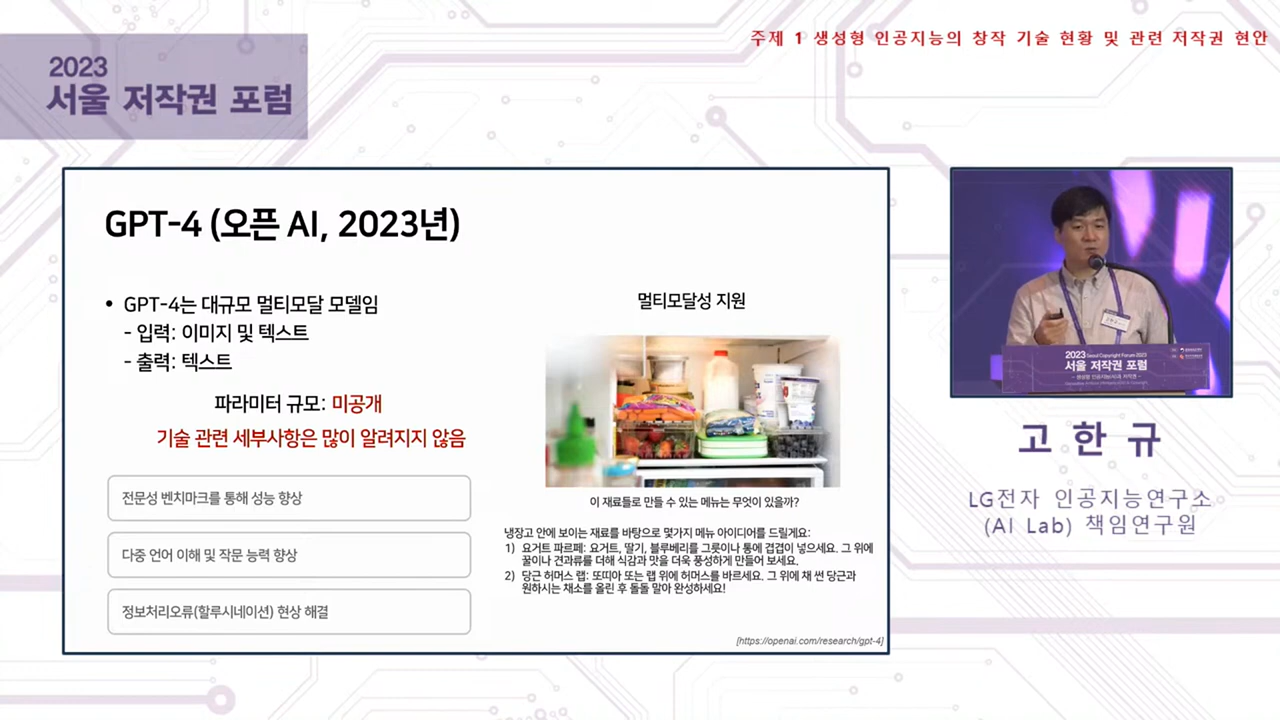 주제 1 생성형 인공지능의 창작 기술 현황 및 관련 저작권 현안
2023
서울 저작권 포럼
GPT-4 (오픈 AI, 2023년)
• GPT-4는 대규모 멀티모달 모델임
- 입력: 이미지 및 텍스트
- 출력: 텍스트
파라미터 규모: 미공개
기술 관련 세부사항은 많이 알려지지 않음
전문성 벤치마크를 통해 성능 향상
다중 언어 이해 및 작문 능력 향상
정보처리오류(할루시네이션) 현상 해결
멀티모달성 지원
이 재료들로 만들 수 있는 메뉴는 무엇이 있을까?
냉장고 안에 보이는 재료를 바탕으로 몇가지 메뉴 아이디어를 드릴게요:
1) 요거트 파르페: 요거트, 딸기, 블루베리를 그릇이나 통에 겹겹이 넣으세요. 그 위에
꿀이나 견과류를 더해 식감과 맛을 더욱 풍성하게 만들어 보세요.
2) 당근 허머스 랩: 또띠아 또는 랩 위에 허머스를 바르세요. 그 위에 채 썬 당근과
원하시는 채소를 올린 후 돌돌 말아 완성하세요!
[https://openai.com/research/gpt-4]
2023 Seoul Copyright Forum 2023
서울 저작권 포럼
고 한 규
LG전자 인공지능연구소
(AI Lab) 책임연구원